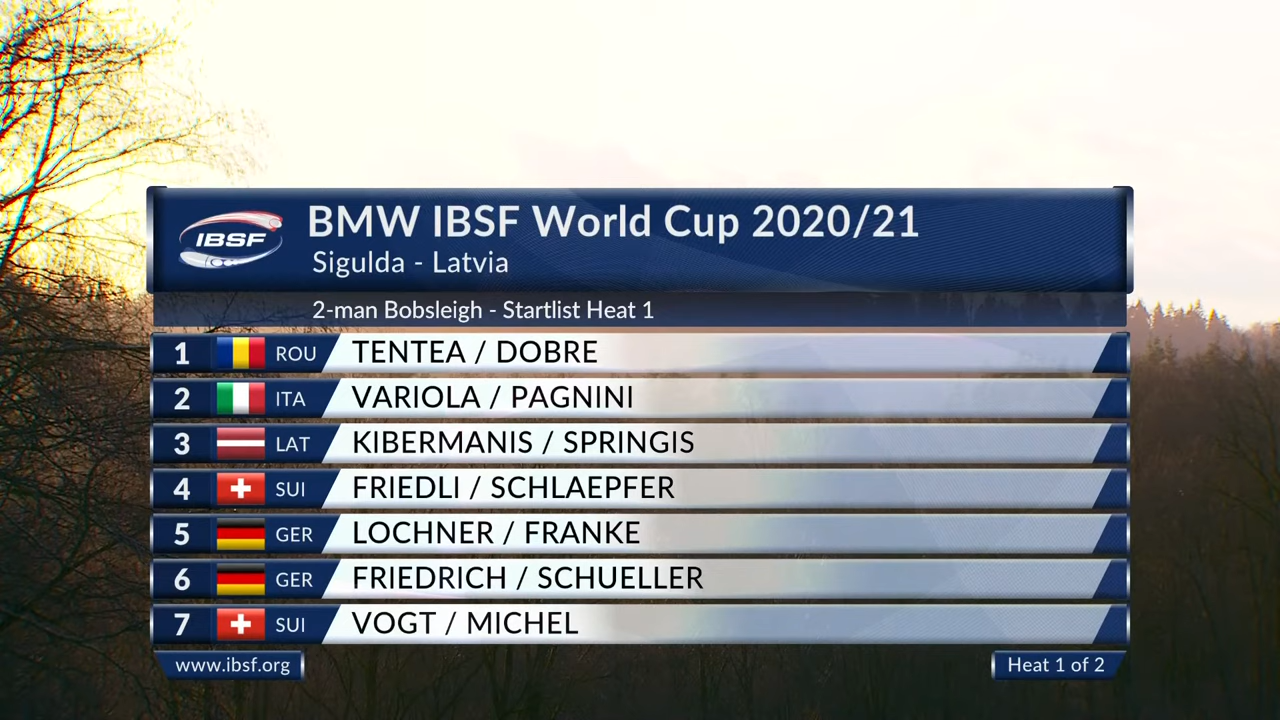 IBSF
BMW IBSF World Cup 2020/21
Sigulda - Latvia
2-man Bobsleigh - Startlist Heat 1
1 ROU TENTEA / DOBRE
2 ITA VARIOLA / PAGNINI
3 LAT KIBERMANIS / SPRINGIS
4 SUI FRIEDLI / SCHLAEPFER
5 GER LOCHNER / FRANKE
6 GER FRIEDRICH / SCHUELLER
7 SUI VOGT / MICHEL
www.ibsf.org
Heat 1 of 2